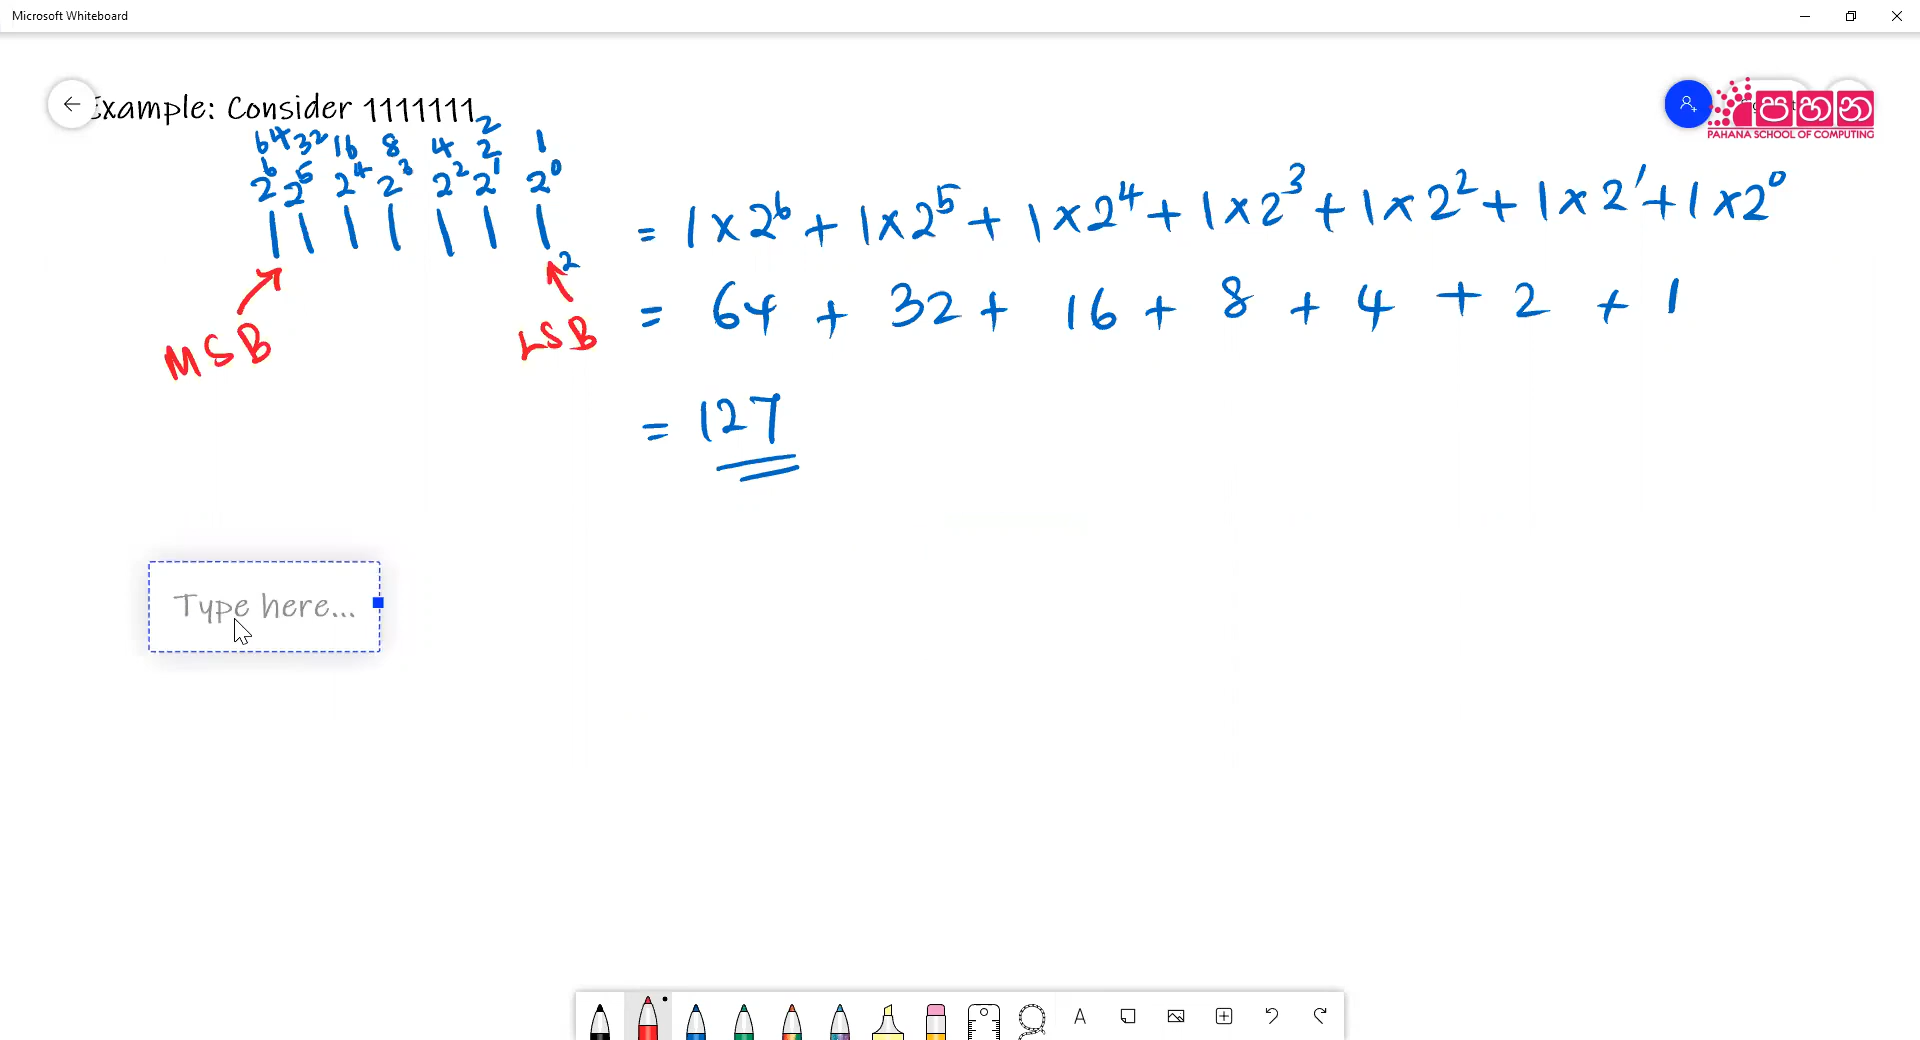 Microsoft Whiteboard
Example: Consider 1111111₂
64 32 16 8 4 2 1
2⁶ 2⁵ 2⁴ 2³ 2² 2¹ 2⁰
1 1 1 1 1 1 1₂
= 1 × 2⁶ + 1 × 2⁵ + 1 × 2⁴ + 1 × 2³ + 1 × 2² + 1 × 2¹ + 1 × 2⁰
MSB
LSB
= 64 + 32 + 16 + 8 + 4 + 2 + 1
= 127
Type here...
පහන
PAHANA SCHOOL OF COMPUTING
A